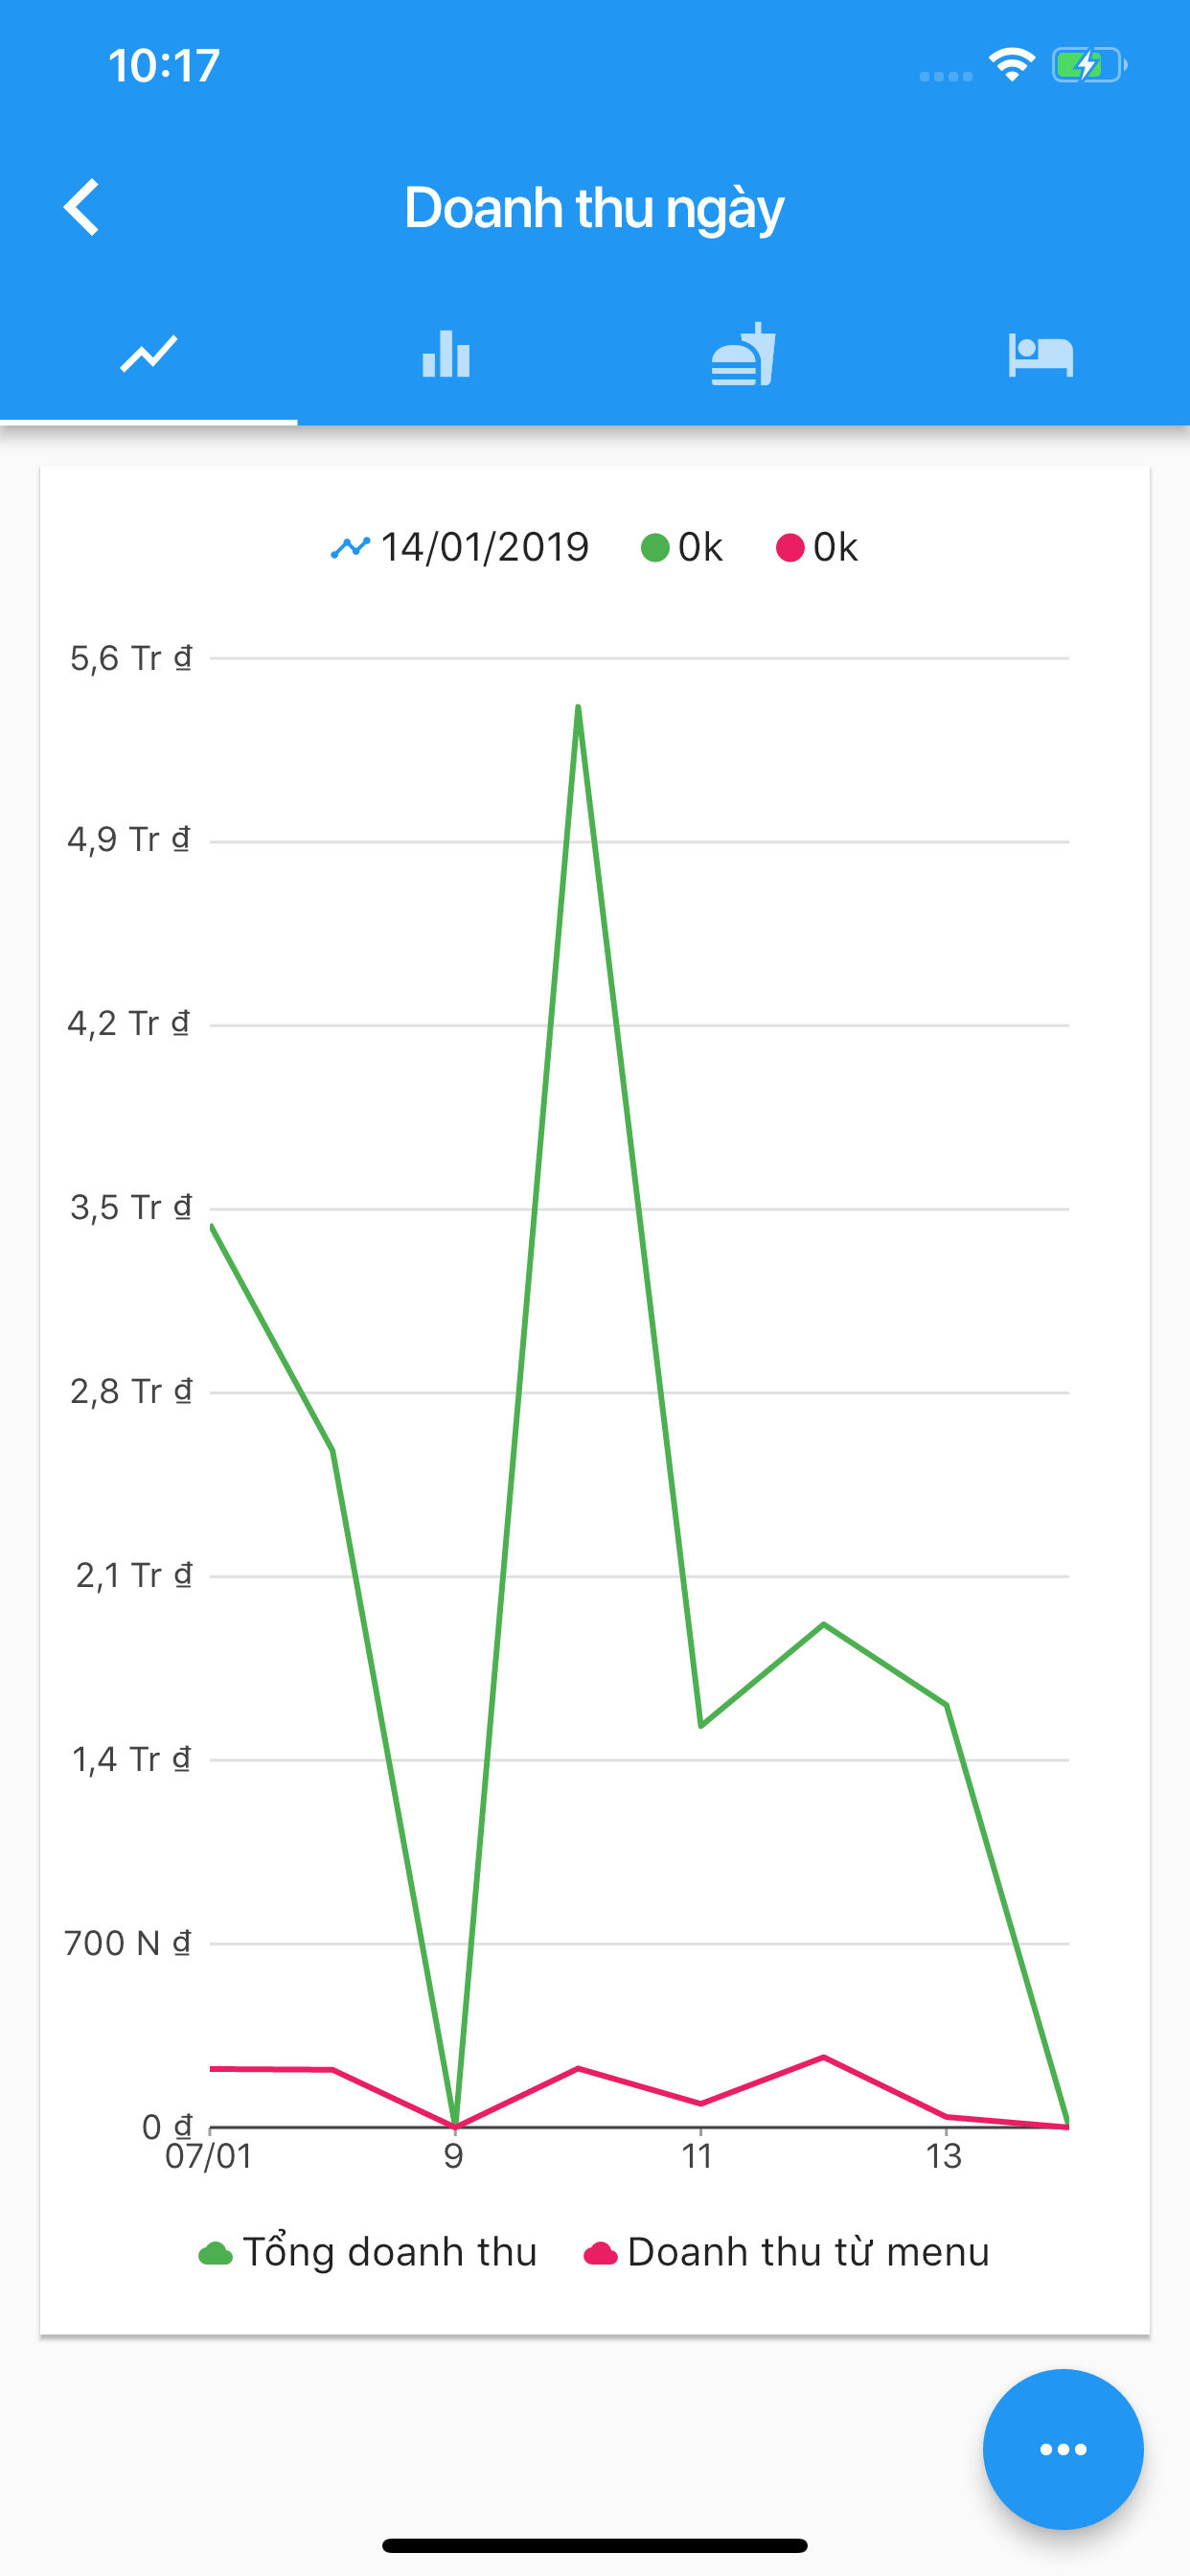 10:17
Doanh thu ngày
14/01/2019 0k 0k
5,6 Tr ₫
4,9 Tr ₫
4,2 Tr ₫
3,5 Tr ₫
2,8 Tr ₫
2,1 Tr ₫
1,4 Tr ₫
700 N ₫
0 ₫
07/01 9 11 13
Tổng doanh thu Doanh thu từ menu